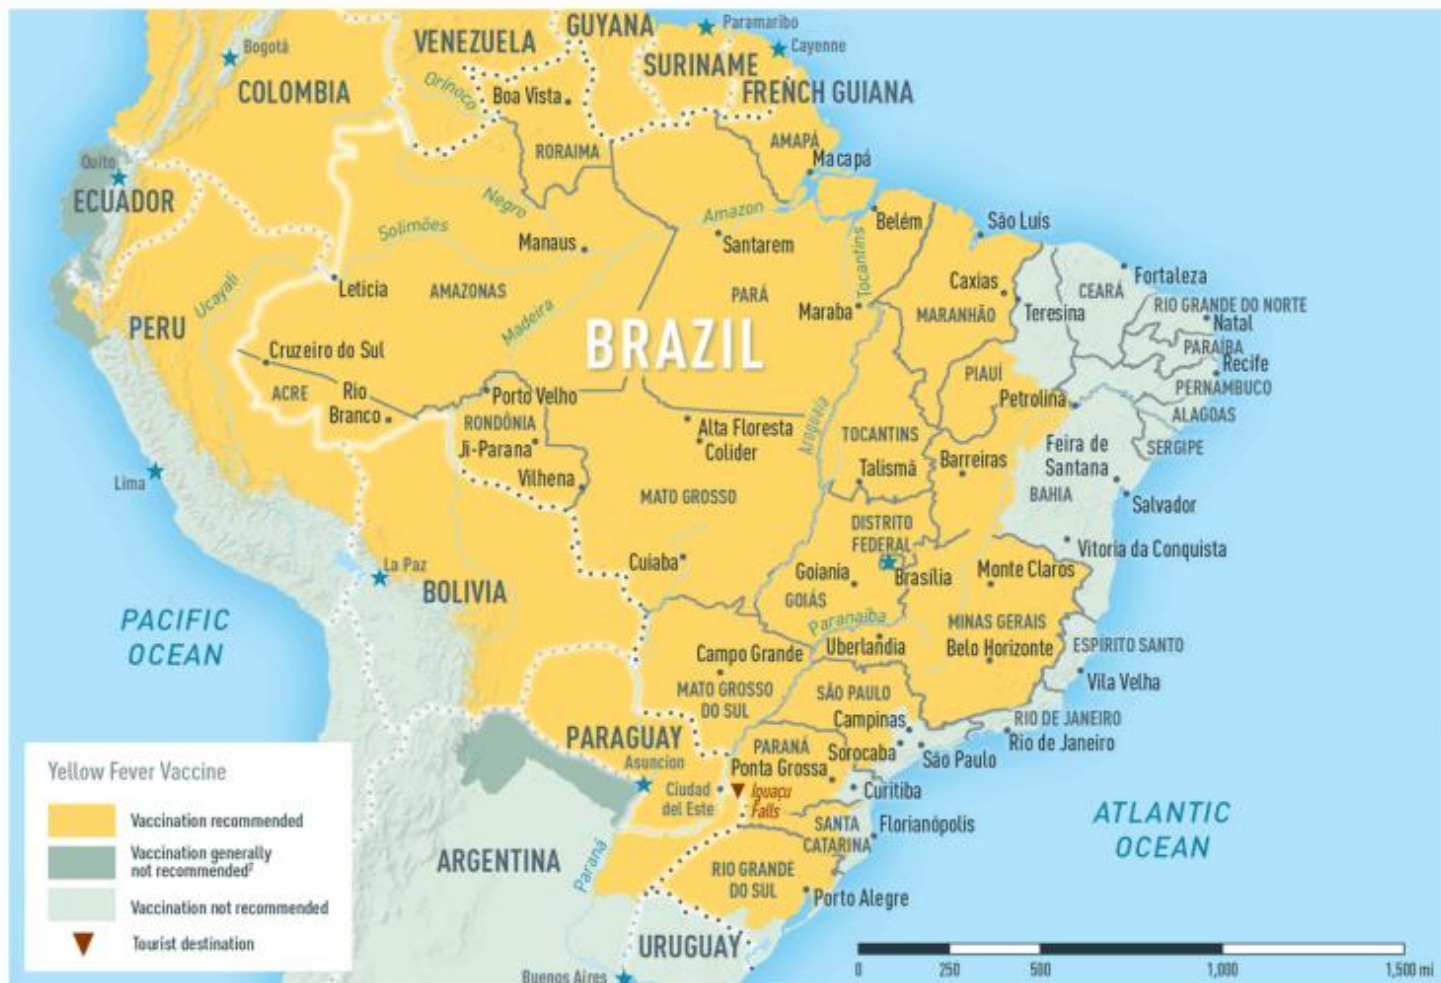 GUYANA
Paramaribo
VENEZUELA
Cayenne
Bogotá
SURINAME
COLOMBIA
Orinoco
Boa Vista
FRENCH GUIANA
RORAIMA
AMAPÁ
Macapá
Quito
ECUADOR
Negro
Amazon
Belém
São Luís
Solimões
Manaus
Santarem
Tocantins
Fortaleza
Leticia
AMAZONAS
PARÁ
Caxias
CEARÁ
Ucayali
Madeira
Maraba
MARANHÃO
Teresina
RIO GRANDE DO NORTE
Natal
PERU
BRAZIL
PARAÍBA
Cruzeiro do Sul
Recife
PIAUÍ
PERNAMBUCO
ACRE
Rio
Branco
Porto Velho
Petrolina
ALAGOAS
RONDÔNIA
Alta Floresta
Araguaia
TOCANTINS
Ji-Parana
Colider
Feira de
Santana
SERGIPE
Lima
Barreiras
Talismã
Vilhena
MATO GROSSO
BAHIA
Salvador
DISTRITO
FEDERAL
Vitoria da Conquista
La Paz
Cuiaba
Goiania
Brasília
Monte Claros
BOLIVIA
GOIÁS
PACIFIC
OCEAN
Paranaíba
MINAS GERAIS
Uberlandia
Belo Horizonte
ESPIRITO SANTO
Campo Grande
Vila Velha
MATO GROSSO
DO SUL
SÃO PAULO
Campinas
RIO DE JANEIRO
Rio de Janeiro
PARAGUAY
PARANÁ
Sorocaba
São Paulo
Asuncion
Ponta Grossa
Ciudad
del Este
Iguaçu
Falls
Curitiba
SANTA
CATARINA
Florianópolis
ATLANTIC
OCEAN
ARGENTINA
Paraná
RIO GRANDE
DO SUL
Porto Alegre
URUGUAY
Buenos Aires
Yellow Fever Vaccine
Vaccination recommended
Vaccination generally
not recommended²
Vaccination not recommended
Tourist destination
0 250 500 1,000 1,500 mi